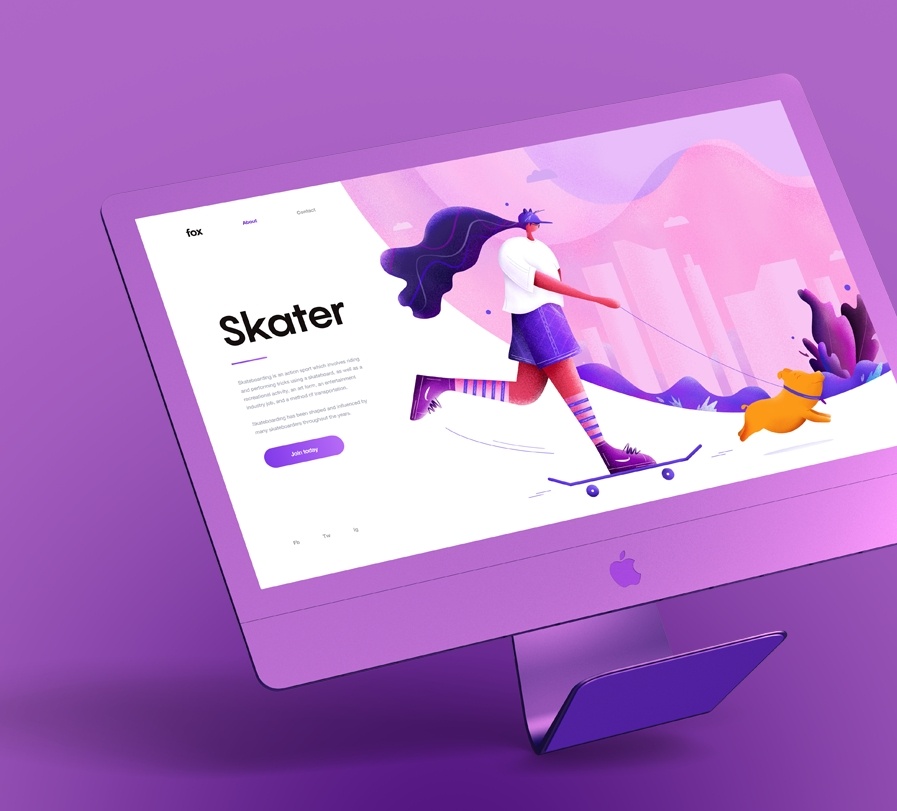 fox
About
Contact
Skater
Skateboarding is an action sport which involves riding
and performing tricks using a skateboard, as well as a
recreational activity, an art form, an entertainment
industry job, and a method of transportation.
Skateboarding has been shaped and influenced by
many skateboarders throughout the years.
Join today
Fb
Tw
Ig